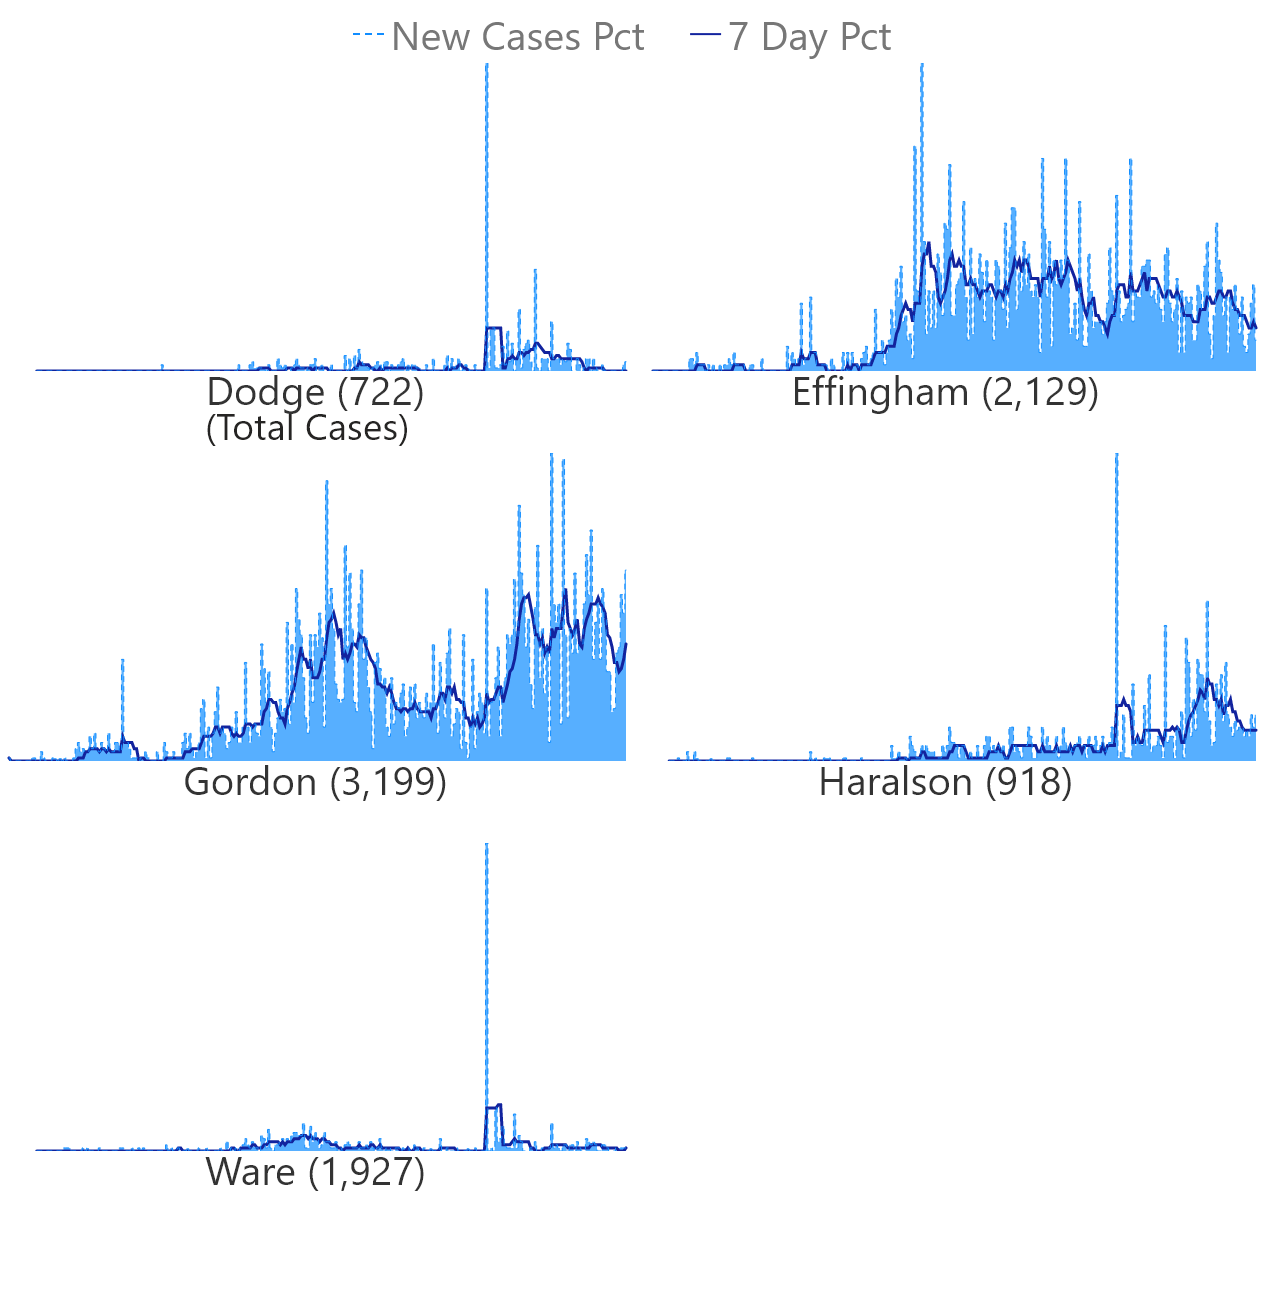 New Cases Pct 7 Day Pct
Dodge (722)
(Total Cases)
Effingham (2,129)
Gordon (3,199)
Haralson (918)
Ware (1,927)